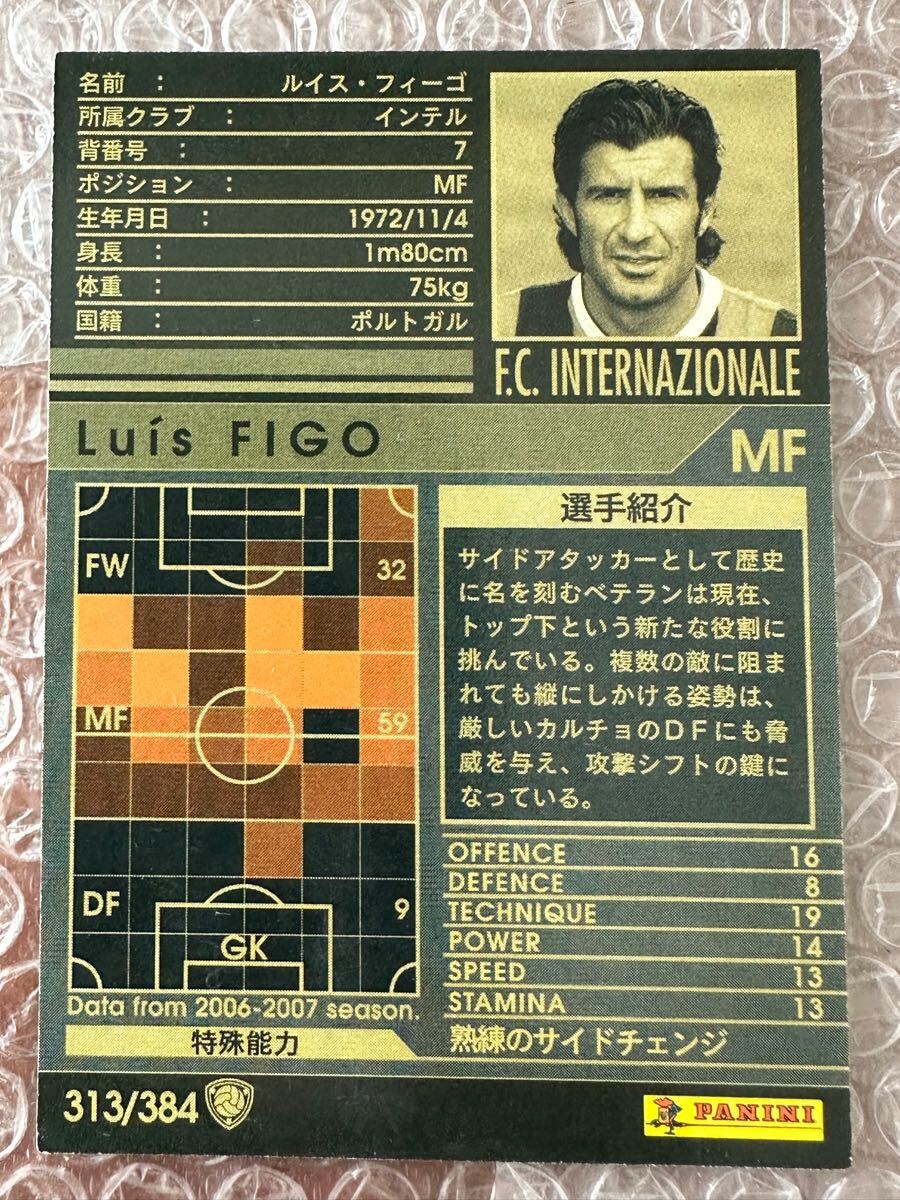 名前 : ルイス・フィーゴ
所属クラブ : インテル
背番号 : 7
ポジション : MF
生年月日 : 1972/11/4
身長 : 1m80cm
体重 : 75kg
国籍 : ポルトガル
F.C. INTERNAZIONALE
Luís FIGO
MF
FW 32
MF 59
DF 9
GK
Data from 2006-2007 season.
選手紹介
サイドアタッカーとして歴史
に名を刻むベテランは現在、
トップ下という新たな役割に
挑んでいる。複数の敵に阻ま
れても縦にしかける姿勢は、
厳しいカルチョのDFにも脅
威を与え、攻撃シフトの鍵に
なっている。
OFFENCE 16
DEFENCE 8
TECHNIQUE 19
POWER 14
SPEED 13
STAMINA 13
特殊能力 熟練のサイドチェンジ
313/384
PANINI